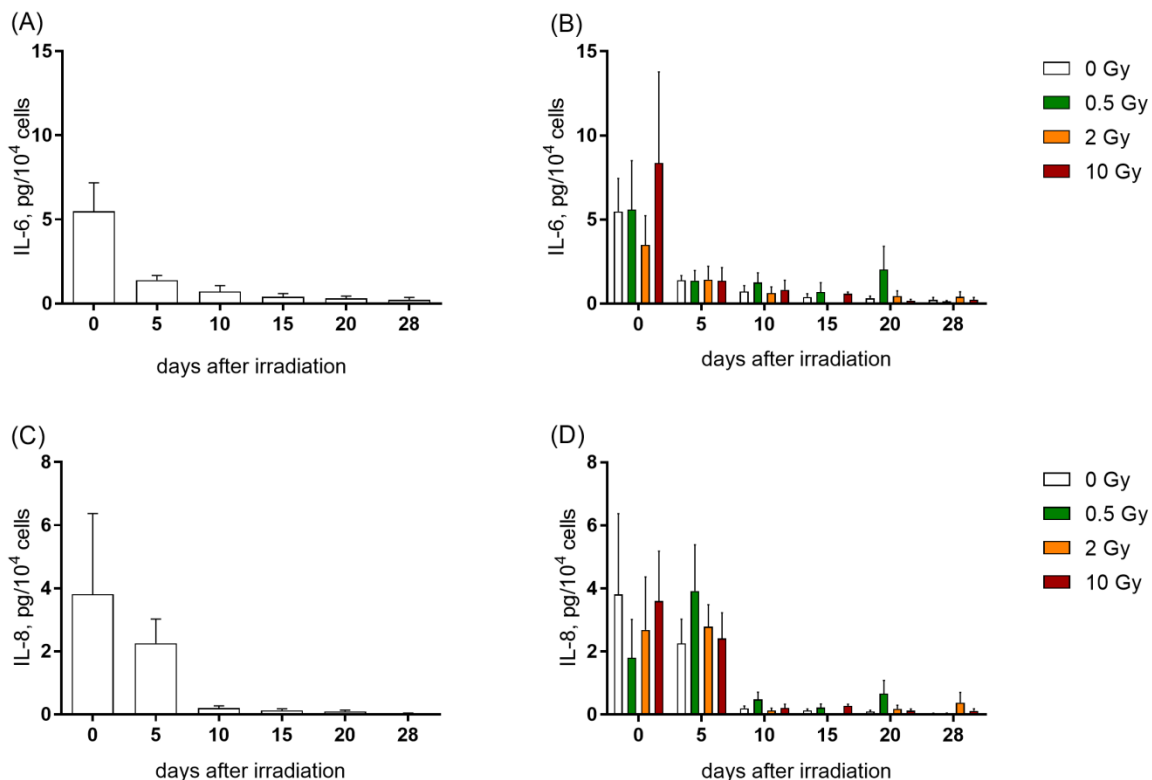 (A)
15
10
5
0
IL-6, pg/10⁴ cells
0 5 10 15 20 28
days after irradiation
(B)
15
10
5
0
IL-6, pg/10⁴ cells
0 5 10 15 20 28
days after irradiation
0 Gy
0.5 Gy
2 Gy
10 Gy
(C)
8
6
4
2
0
IL-8, pg/10⁴ cells
0 5 10 15 20 28
days after irradiation
(D)
8
6
4
2
0
IL-8, pg/10⁴ cells
0 5 10 15 20 28
days after irradiation
0 Gy
0.5 Gy
2 Gy
10 Gy